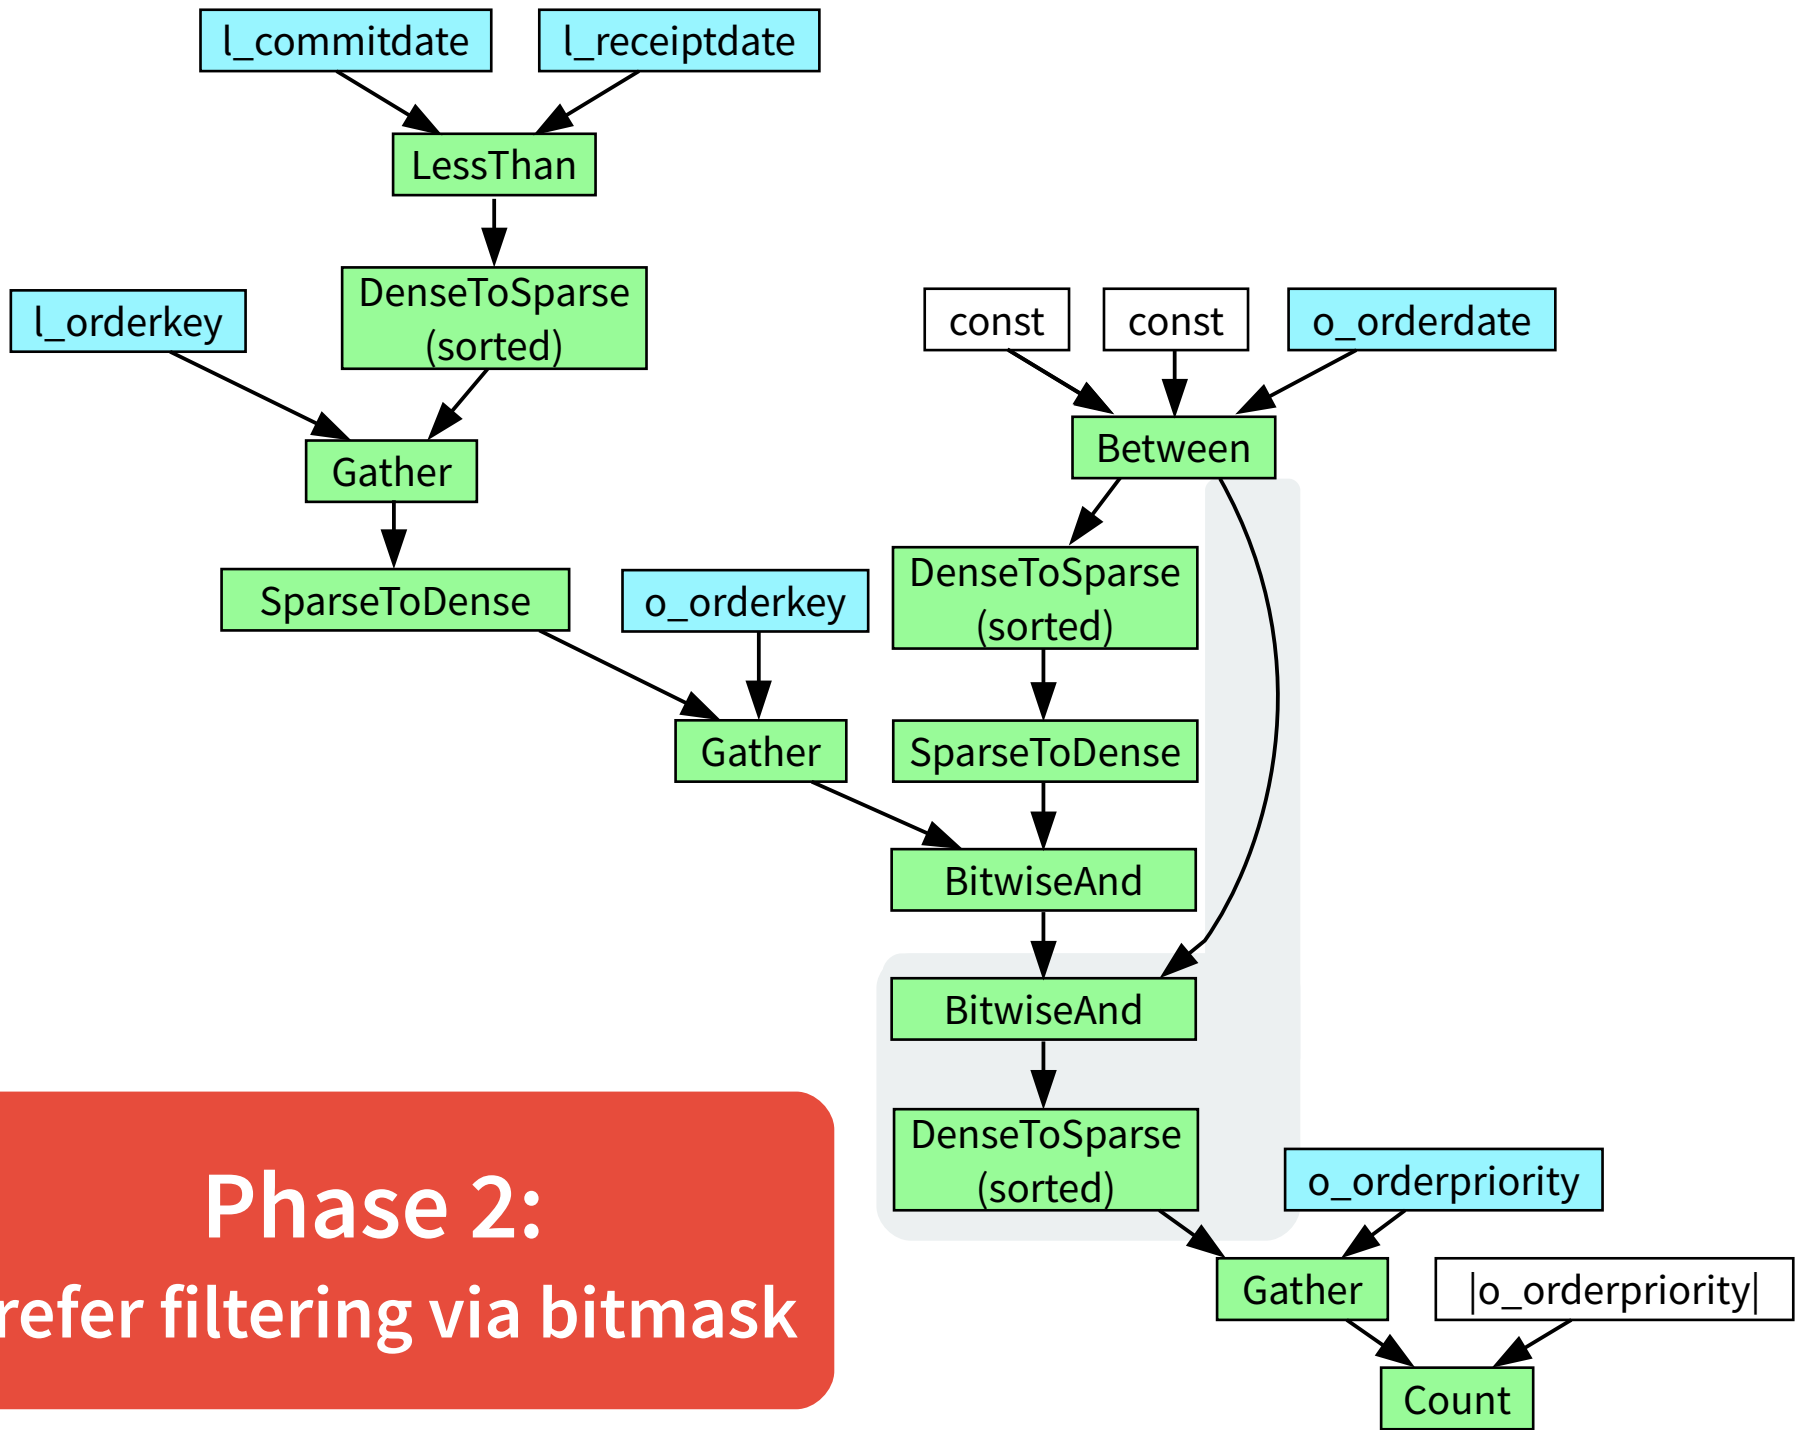 l_commitdate
l_receiptdate
LessThan
DenseToSparse
(sorted)
l_orderkey
Gather
SparseToDense
o_orderkey
Gather
const
const
o_orderdate
Between
DenseToSparse
(sorted)
SparseToDense
BitwiseAnd
BitwiseAnd
DenseToSparse
(sorted)
o_orderpriority
Gather
|o_orderpriority|
Count
Phase 2:
refer filtering via bitmask